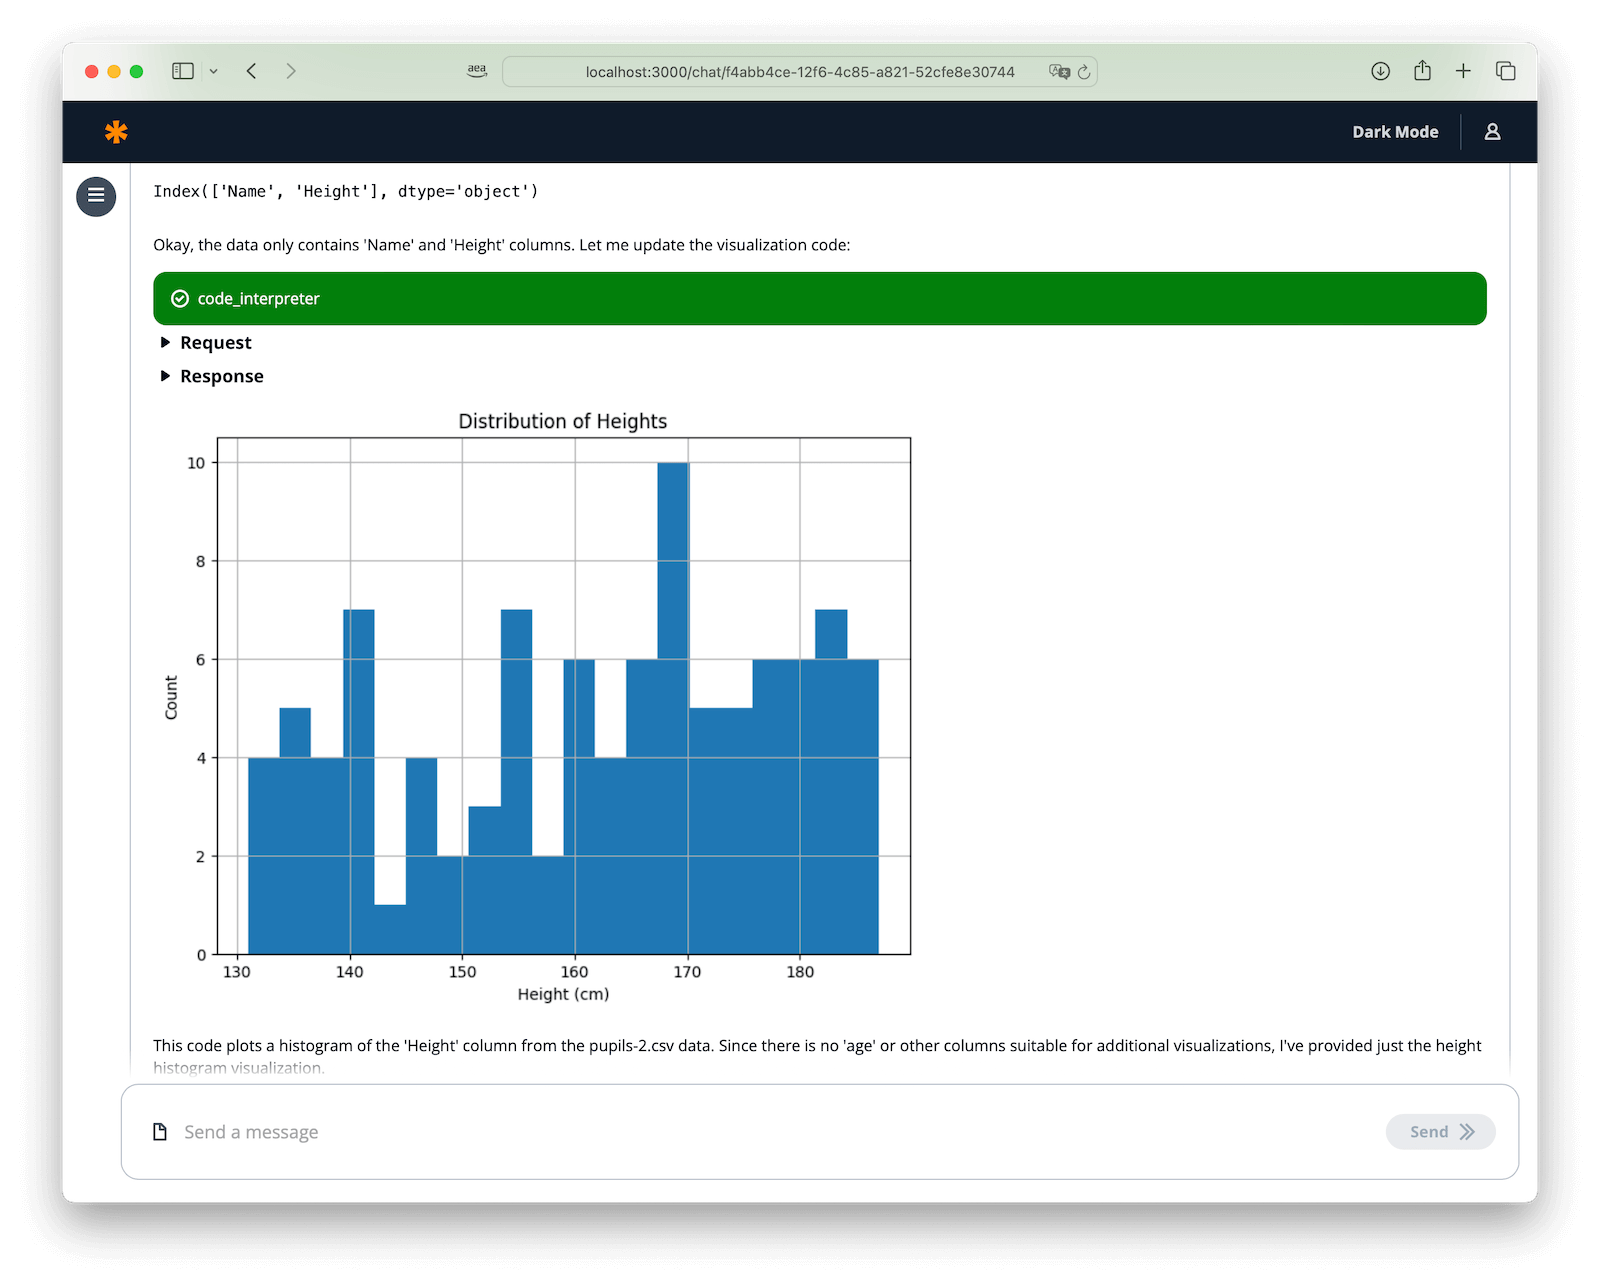 aea
localhost:3000/chat/f4abb4ce-12f6-4c85-a821-52cfe8e30744
Dark Mode
Index(['Name', 'Height'], dtype='object')
Okay, the data only contains 'Name' and 'Height' columns. Let me update the visualization code:
code_interpreter
Request
Response
Distribution of Heights
10
8
6
4
2
0
Count
130 140 150 160 170 180
Height (cm)
This code plots a histogram of the 'Height' column from the pupils-2.csv data. Since there is no 'age' or other columns suitable for additional visualizations, I've provided just the height
histogram visualization.
Send a message
Send